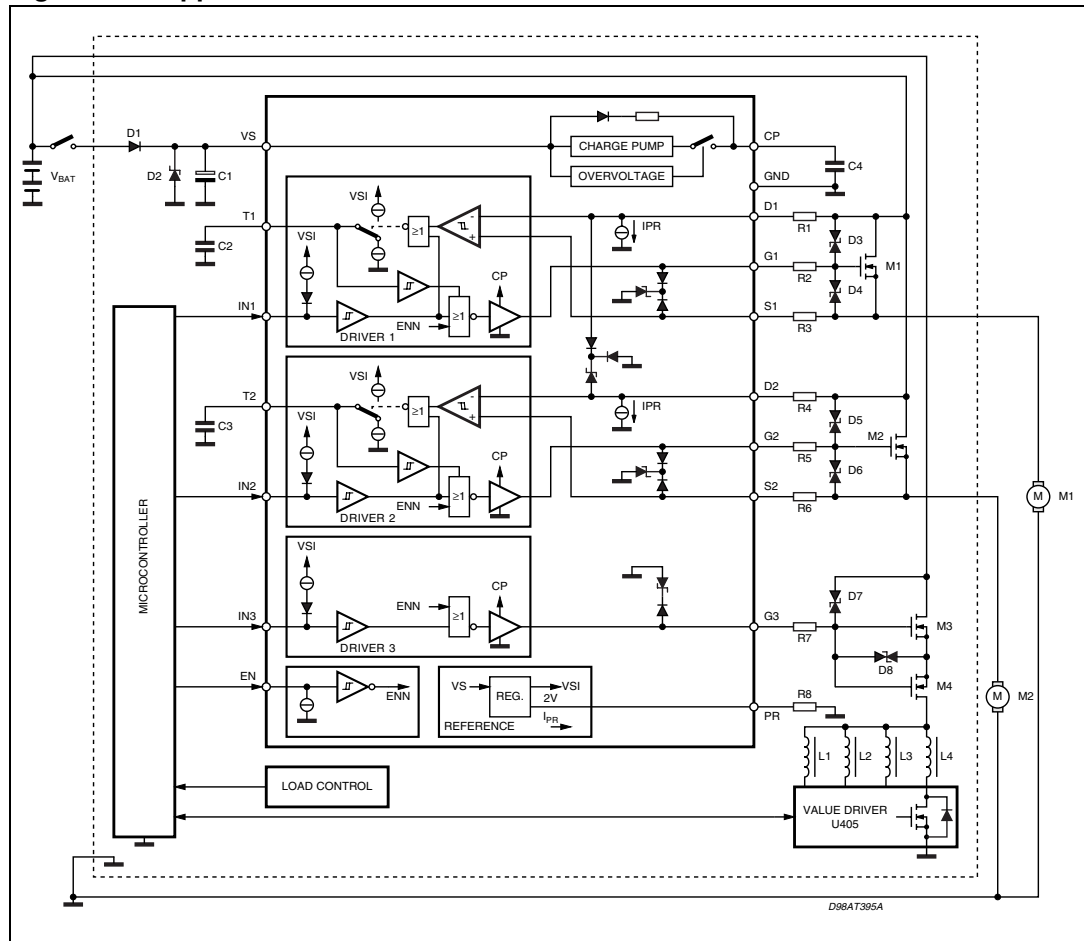 D1
VS
CP
CHARGE PUMP
OVERVOLTAGE
C4
GND
VBAT
D2
C1
VSI
T1
≥1
-
+
IPR
D1
R1
D3
C2
VSI
CP
G1
R2
M1
D4
IN1
ENN
≥1
DRIVER 1
S1
R3
VSI
T2
≥1
-
+
IPR
D2
R4
D5
C3
VSI
CP
G2
R5
M2
D6
IN2
ENN
≥1
DRIVER 2
S2
R6
M
M1
MICROCONTROLLER
VSI
CP
ENN
≥1
D7
IN3
DRIVER 3
G3
R7
M3
D8
M4
EN
ENN
VS
REG.
VSI
2V
IPR
REFERENCE
R8
PR
M
M2
L1
L2
L3
L4
LOAD CONTROL
VALUE DRIVER
U405
D98AT395A